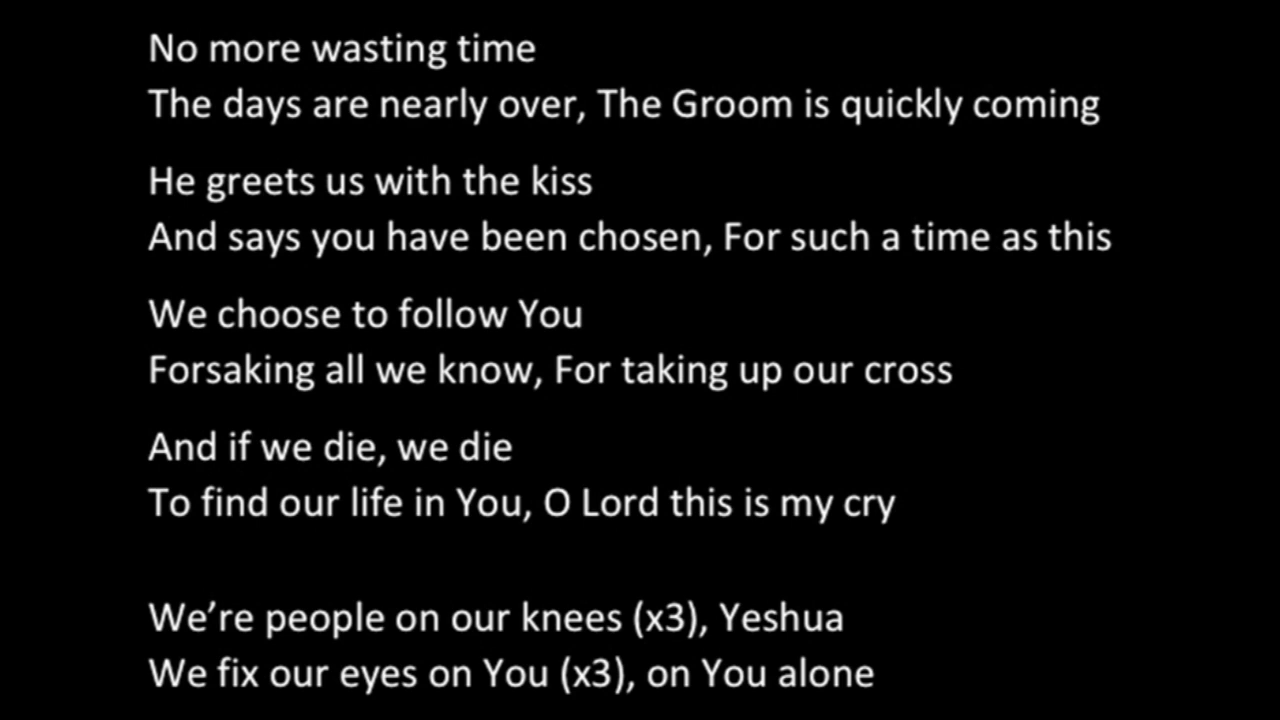 No more wasting time
The days are nearly over, The Groom is quickly coming
He greets us with the kiss
And says you have been chosen, For such a time as this
We choose to follow You
Forsaking all we know, For taking up our cross
And if we die, we die
To find our life in You, O Lord this is my cry
We’re people on our knees (x3), Yeshua
We fix our eyes on You (x3), on You alone